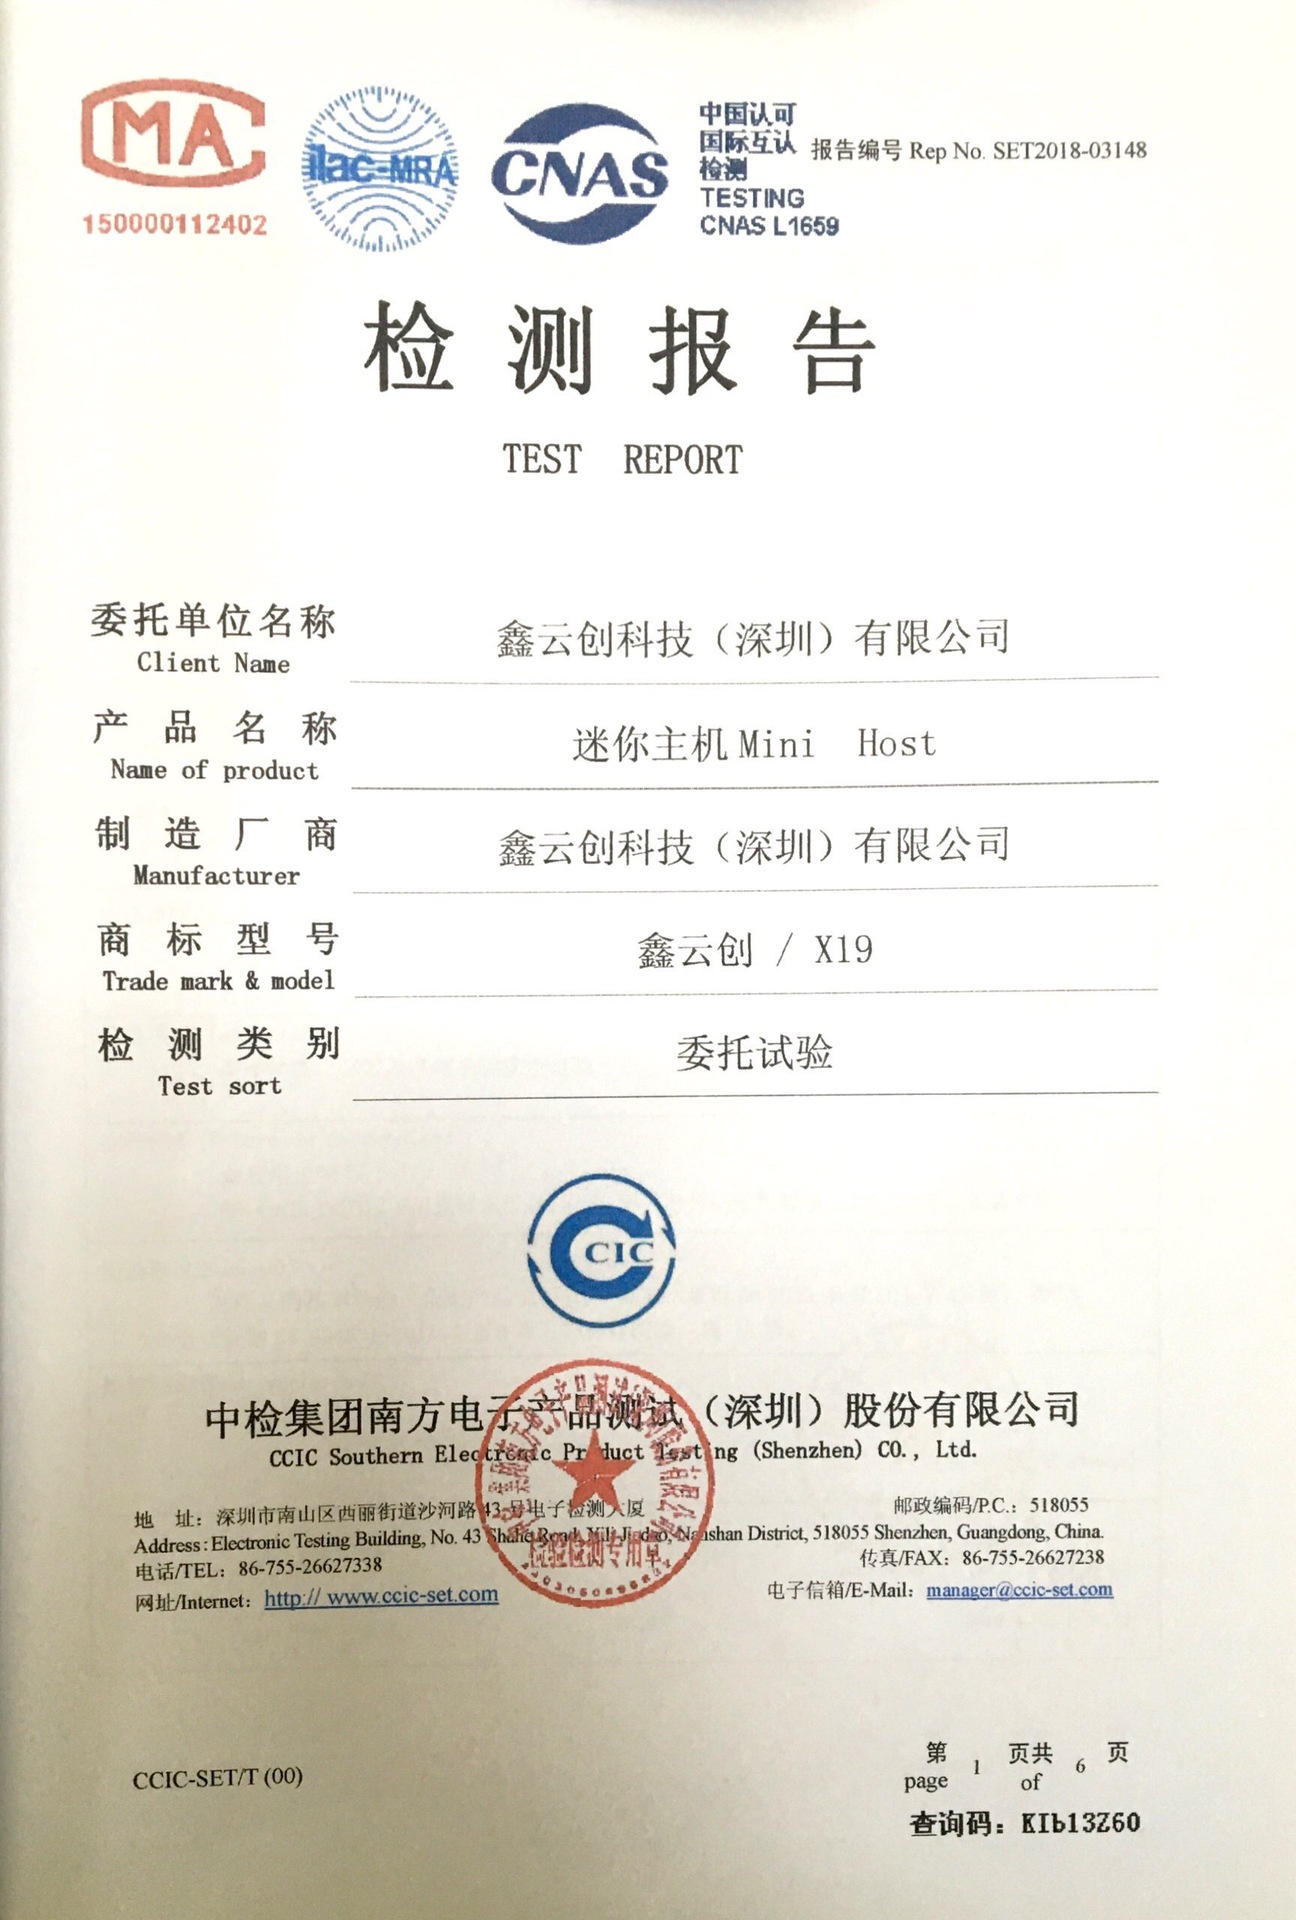 MA
150000112402
ilac-MRA
CNAS
中国认可
国际互认
检测
TESTING
CNAS L1659
报告编号 Rep No. SET2018-03148
检测报告
TEST REPORT
委托单位名称
Client Name
鑫云创科技（深圳）有限公司
产品名称
Name of product
迷你主机Mini Host
制造厂商
Manufacturer
鑫云创科技（深圳）有限公司
商标型号
Trade mark & model
鑫云创 / X19
检测类别
Test sort
委托试验
CCIC
中检集团南方电子产品测试（深圳）股份有限公司
CCIC Southern Electronic Product Testing (Shenzhen) CO., Ltd.
检验检测专用章
地 址：深圳市南山区西丽街道沙河路43号电子检测大厦 邮政编码/P.C.：518055
Address: Electronic Testing Building, No. 43 Shahe Road, Xili Jiedao, Nanshan District, 518055 Shenzhen, Guangdong, China.
电话/TEL：86-755-26627338 传真/FAX：86-755-26627238
网址/Internet：http:// www.ccic-set.com 电子信箱/E-Mail：manager@ccic-set.com
CCIC-SET/T (00)
第 1 页共 6 页
page of
查询码：KIb13Z60